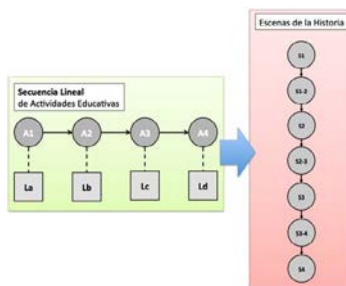 Secuencia Lineal
de Actividades Educativas
A1
A2
A3
A4
La
Lb
Lc
Ld
Escenas de la Historia
S1
S1-2
S2
S2-3
S3
S3-4
S4